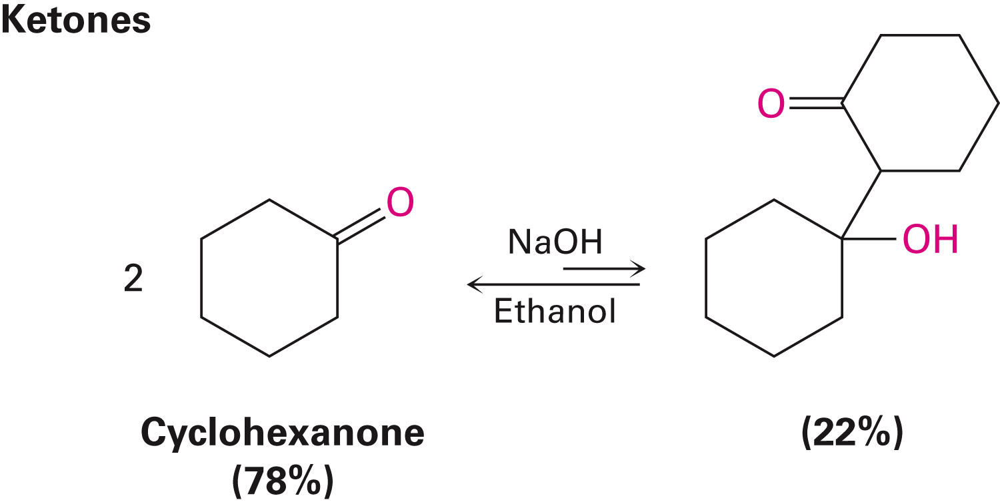 Ketones
O
O
2
NaOH
Ethanol
OH
Cyclohexanone
(78%)
(22%)